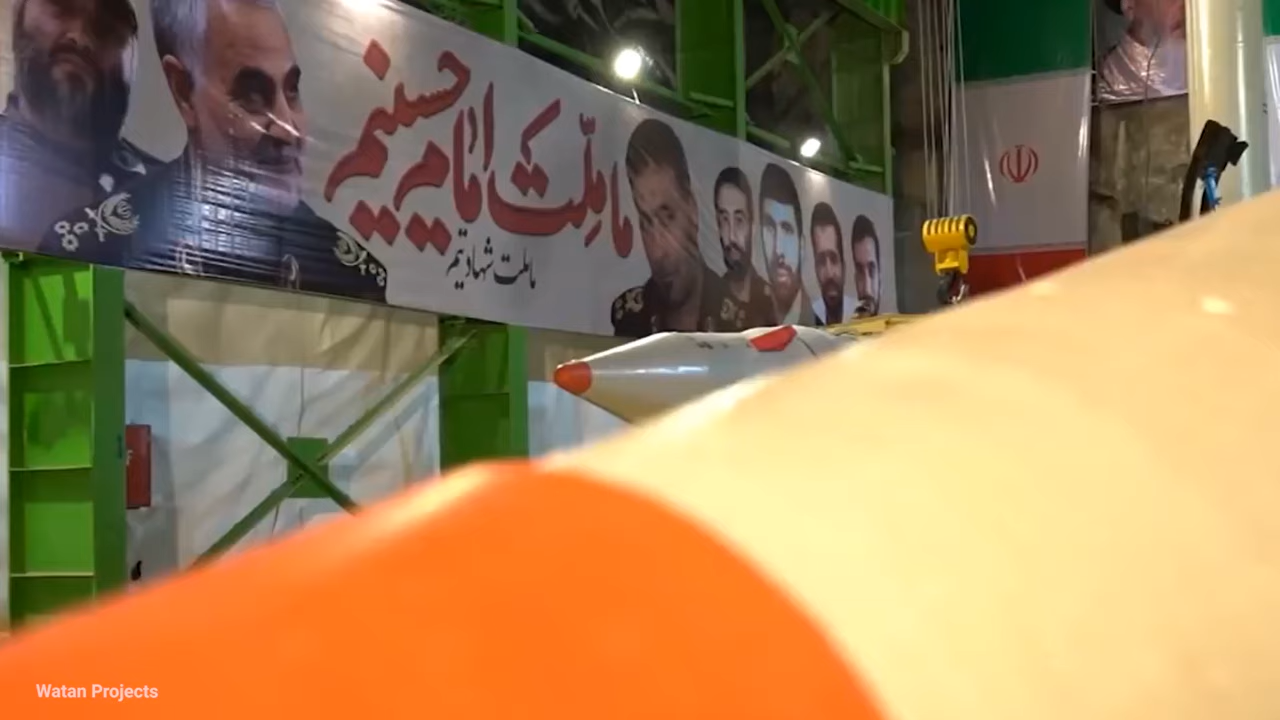 ما ملت امام حسینیم
ما ملت شهادتیم
Watan Projects